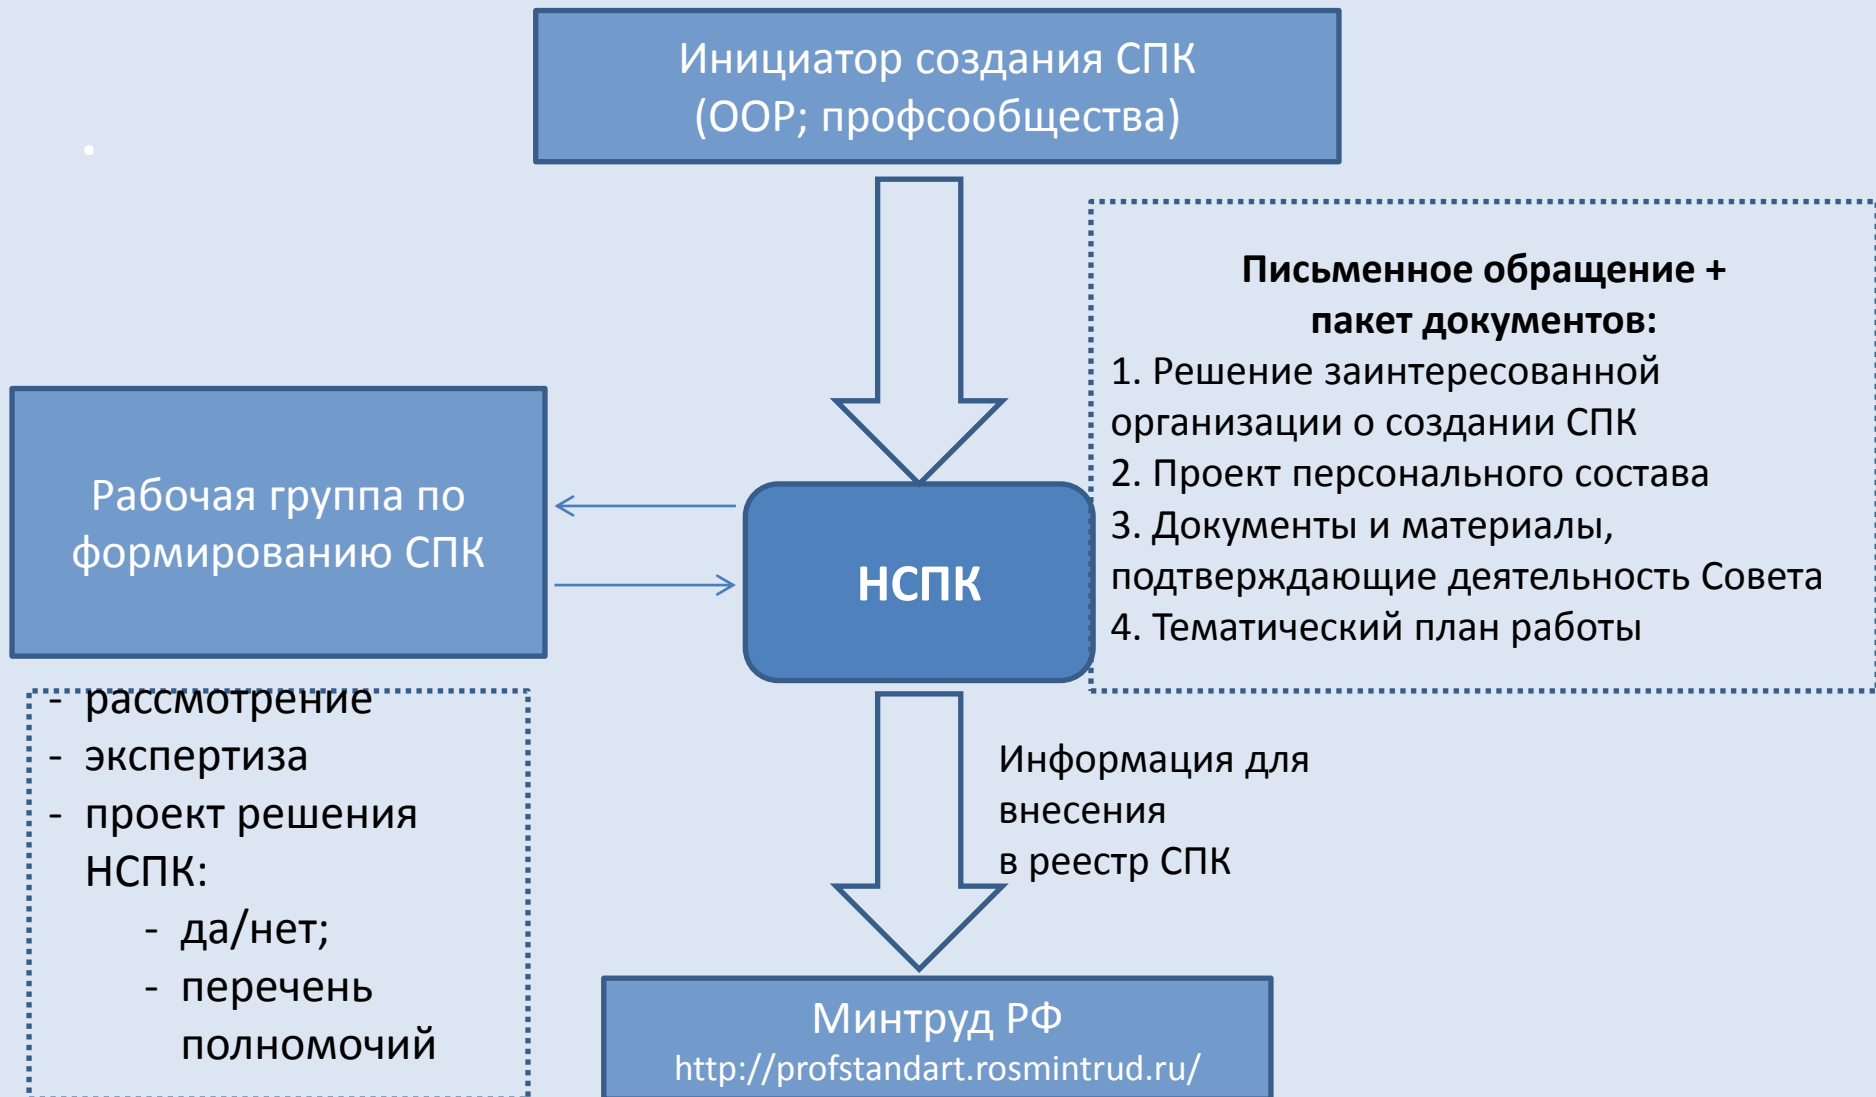 Инициатор создания СПК
(ООР; профсообщества)
.
Письменное обращение +
пакет документов:
1. Решение заинтересованной
организации о создании СПК
2. Проект персонального состава
3. Документы и материалы,
подтверждающие деятельность Совета
4. Тематический план работы
Рабочая группа по
формированию СПК
НСПК
- рассмотрение
- экспертиза
- проект решения
НСПК:
- да/нет;
- перечень
полномочий
Информация для
внесения
в реестр СПК
Минтруд РФ
http://profstandart.rosmintrud.ru/